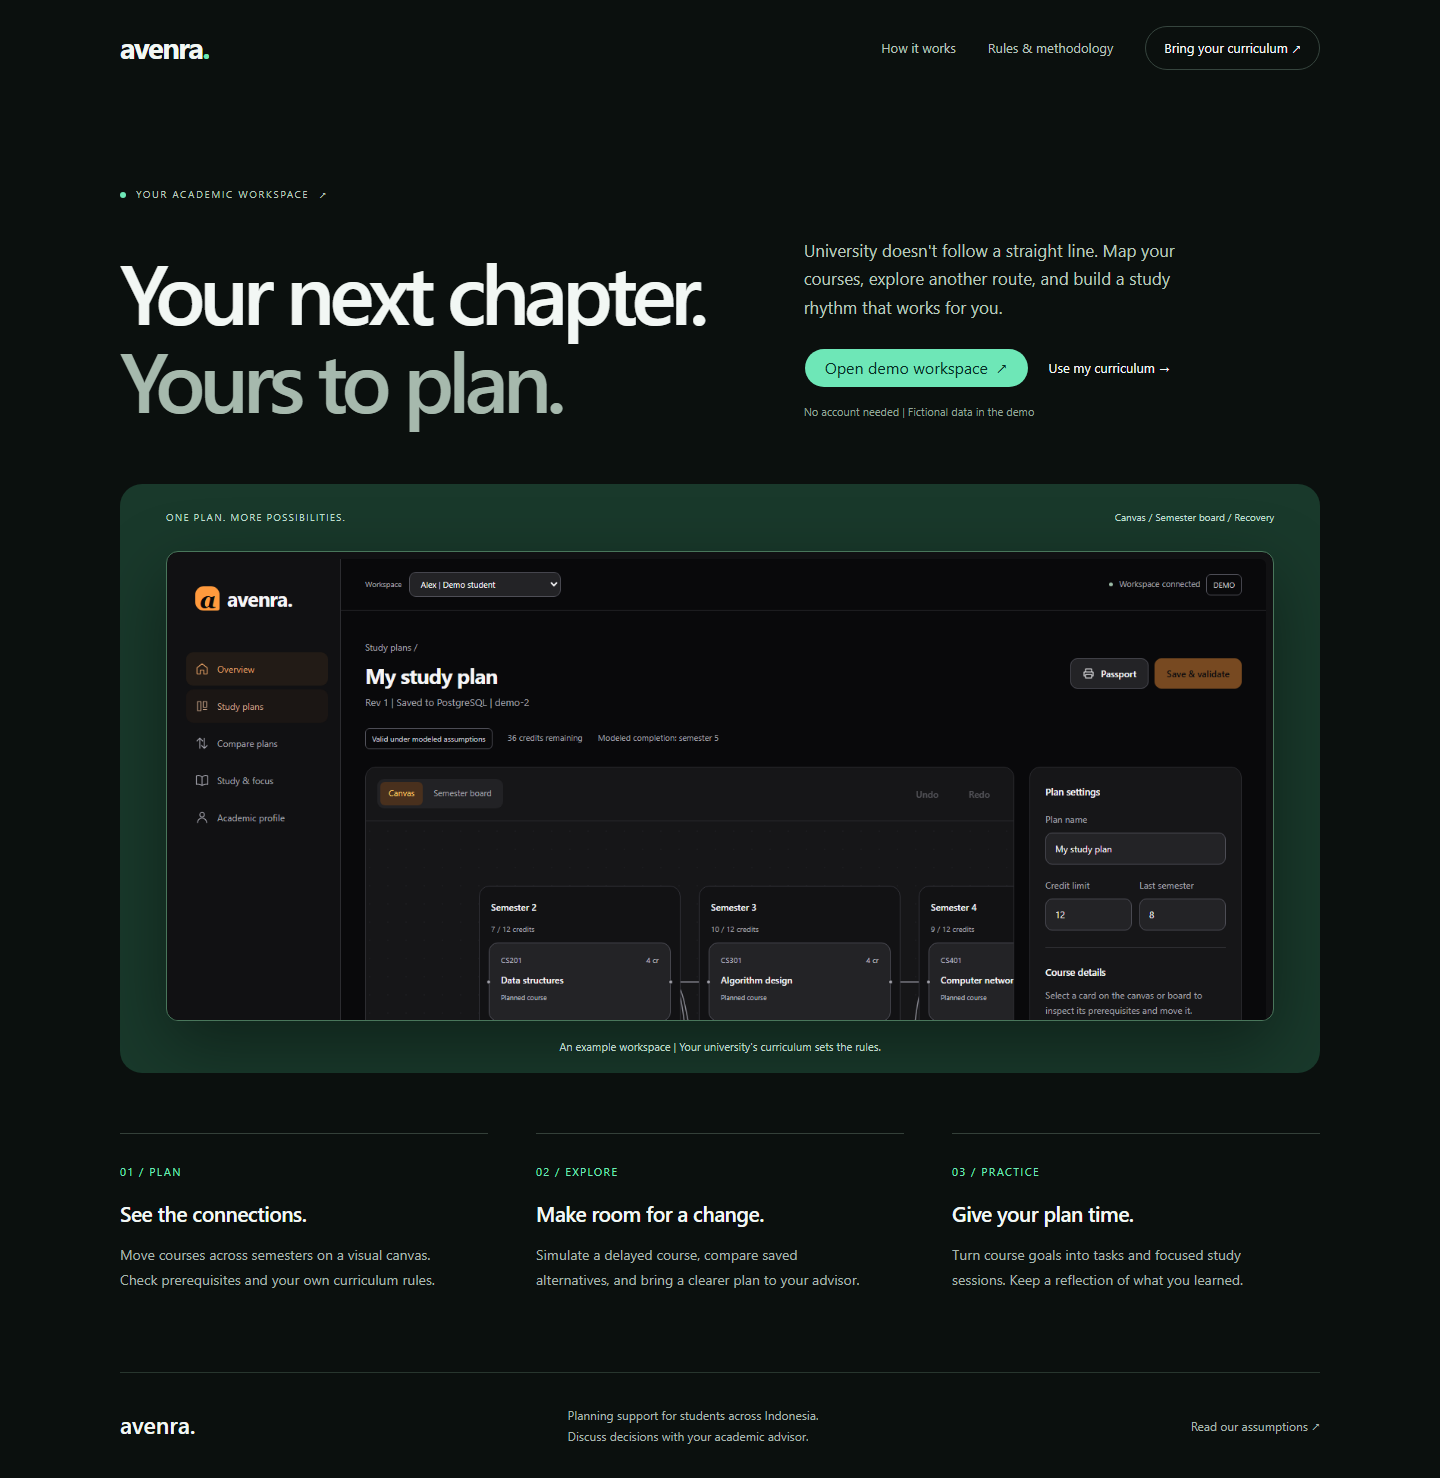 avenra.
How it works
Rules & methodology
Bring your curriculum ↗
YOUR ACADEMIC WORKSPACE ↗
Your next chapter.
Yours to plan.
University doesn't follow a straight line. Map your
courses, explore another route, and build a study
rhythm that works for you.
Open demo workspace ↗
Use my curriculum →
No account needed | Fictional data in the demo
ONE PLAN. MORE POSSIBILITIES.
Canvas / Semester board / Recovery
a avenra.
Workspace
Alex | Demo student
Workspace connected
DEMO
Overview
Study plans
Compare plans
Study & focus
Academic profile
Study plans /
My study plan
Rev 1 | Saved to PostgreSQL | demo-2
Passport
Save & validate
Valid under modeled assumptions
36 credits remaining
Modeled completion: semester 5
Canvas
Semester board
Undo
Redo
Semester 2
7 / 12 credits
CS201
4 cr
Data structures
Planned course
Semester 3
10 / 12 credits
CS301
4 cr
Algorithm design
Planned course
Semester 4
9 / 12 credits
CS401
Computer networ
Planned course
Plan settings
Plan name
My study plan
Credit limit
Last semester
12
8
Course details
Select a card on the canvas or board to
inspect its prerequisites and move it.
An example workspace | Your university's curriculum sets the rules.
01 / PLAN
See the connections.
Move courses across semesters on a visual canvas.
Check prerequisites and your own curriculum rules.
02 / EXPLORE
Make room for a change.
Simulate a delayed course, compare saved
alternatives, and bring a clearer plan to your advisor.
03 / PRACTICE
Give your plan time.
Turn course goals into tasks and focused study
sessions. Keep a reflection of what you learned.
avenra.
Planning support for students across Indonesia.
Discuss decisions with your academic advisor.
Read our assumptions ↗